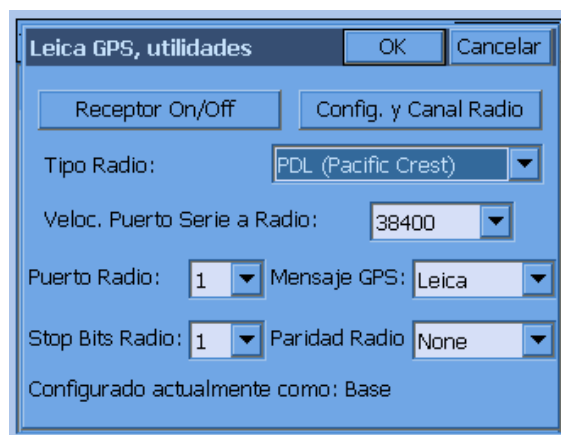 Leica GPS, utilidades OK Cancelar
Receptor On/Off Config. y Canal Radio
Tipo Radio: PDL (Pacific Crest)
Veloc. Puerto Serie a Radio: 38400
Puerto Radio: 1 Mensaje GPS: Leica
Stop Bits Radio: 1 Paridad Radio None
Configurado actualmente como: Base